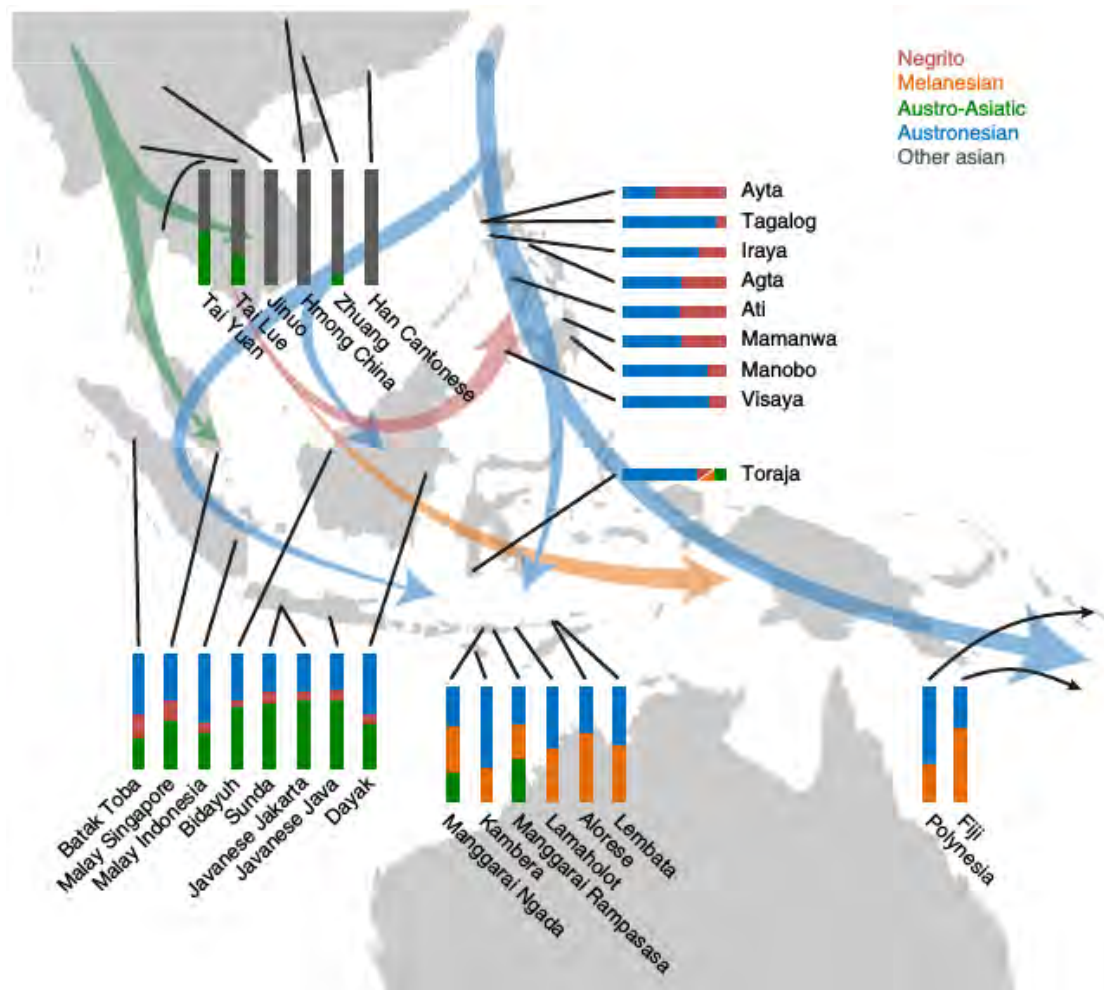 Negrito
Melanesian
Austro-Asiatic
Austronesian
Other asian
Ayta
Tagalog
Iraya
Agta
Ati
Mamanwa
Manobo
Visaya
Toraja
Tai Yuan
Tai Lue
Jinuo
Hmong China
Zhuang
Han Cantonese
Batak Toba
Malay Singapore
Malay Indonesia
Bidayuh
Sunda
Javanese Jakarta
Javanese Java
Dayak
Manggarai Ngada
Kambera
Manggarai Rampasasa
Lamaholot
Alorese
Lembata
Polynesia
Fiji